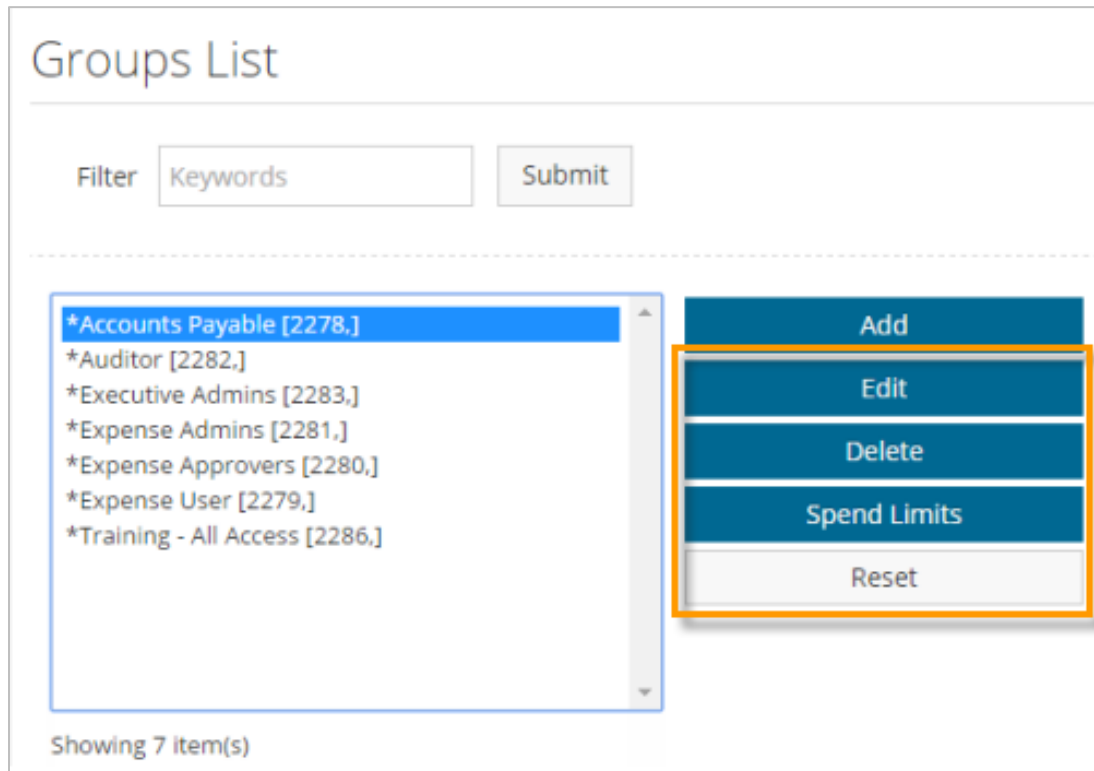 Groups List
Filter Keywords Submit
*Accounts Payable [2278,]
*Auditor [2282,]
*Executive Admins [2283,]
*Expense Admins [2281,]
*Expense Approvers [2280,]
*Expense User [2279,]
*Training - All Access [2286,]
Add
Edit
Delete
Spend Limits
Reset
Showing 7 item(s)